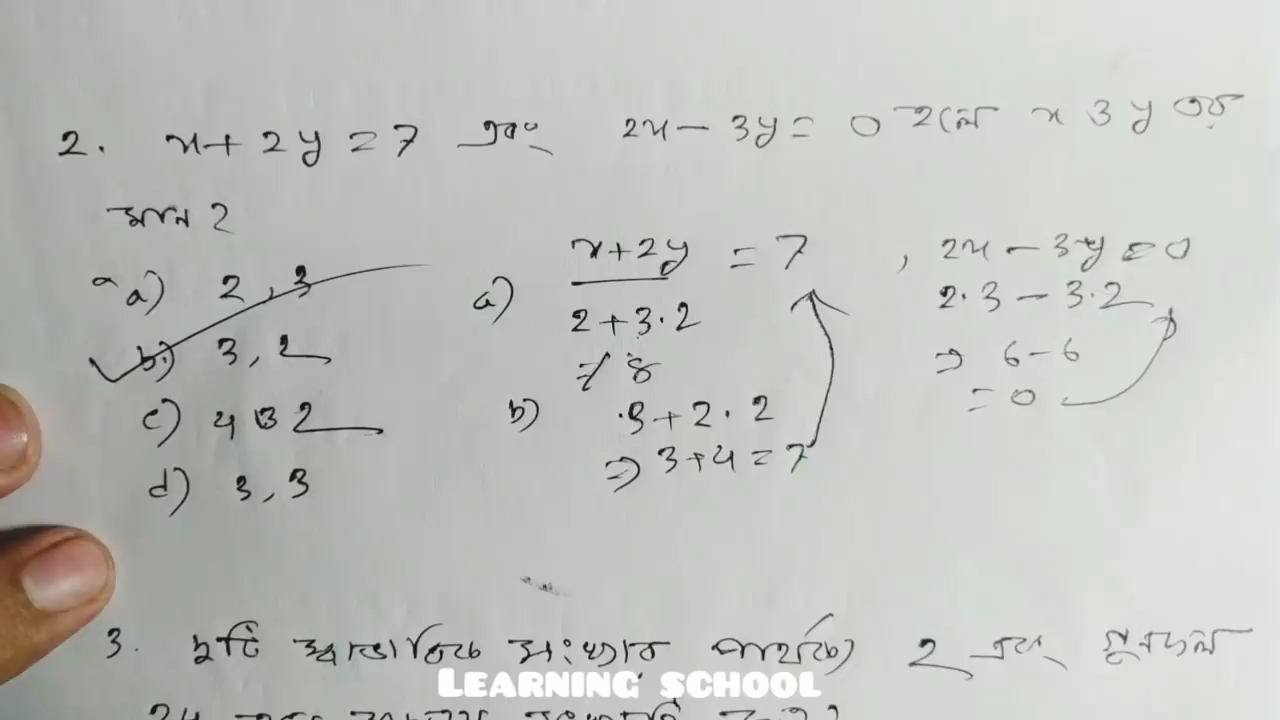 2. x + 2y = 7 এবং 2x - 3y = 0 হলে x ও y এর
মান ?
a) 2, 3
b) 3, 2
c) 4 ও 2
d) 3, 3
a) x+2y = 7
2 + 3·2
≠ 8
b) 3 + 2·2
⇒ 3+4 = 7
, 2x - 3y = 0
2·3 - 3·2
⇒ 6-6
= 0
3. দুটি স্বাভাবিক সংখ্যার পার্থক্য 2 এবং গুনফল
24
LEARNING SCHOOL